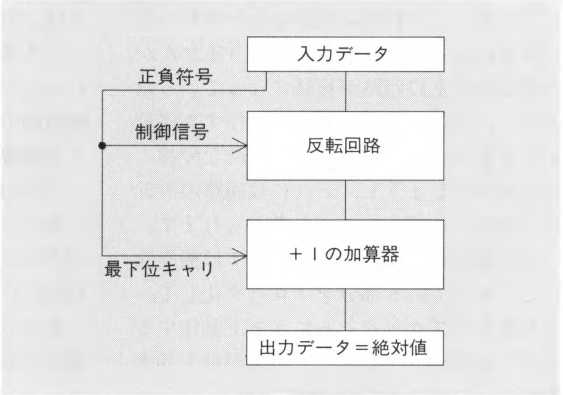 入力データ
正負符号
制御信号
反転回路
+1の加算器
最下位キャリ
出力データ=絶対値